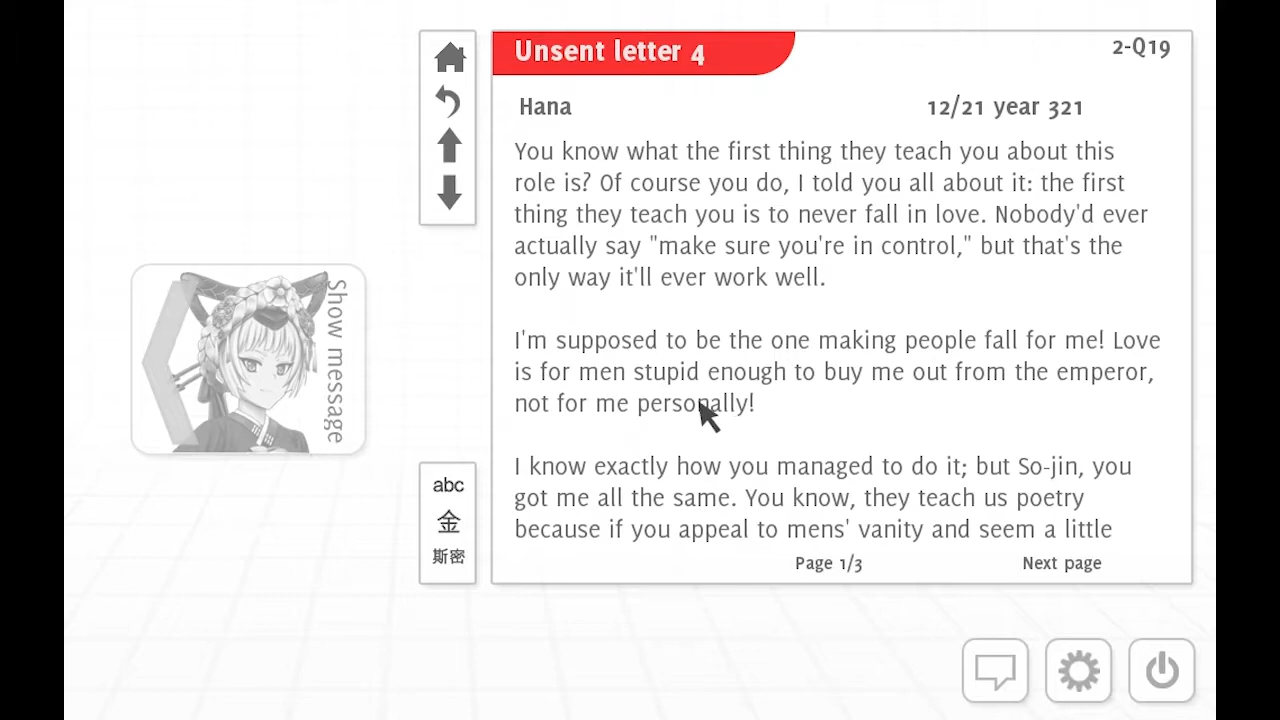 Unsent letter 4
2-Q19
Hana
12/21 year 321
You know what the first thing they teach you about this
role is? Of course you do, I told you all about it: the first
thing they teach you is to never fall in love. Nobody'd ever
actually say "make sure you're in control," but that's the
only way it'll ever work well.
I'm supposed to be the one making people fall for me! Love
is for men stupid enough to buy me out from the emperor,
not for me personally!
I know exactly how you managed to do it; but So-jin, you
got me all the same. You know, they teach us poetry
because if you appeal to mens' vanity and seem a little
Page 1/3
Next page
Show message
abc
金
斯密